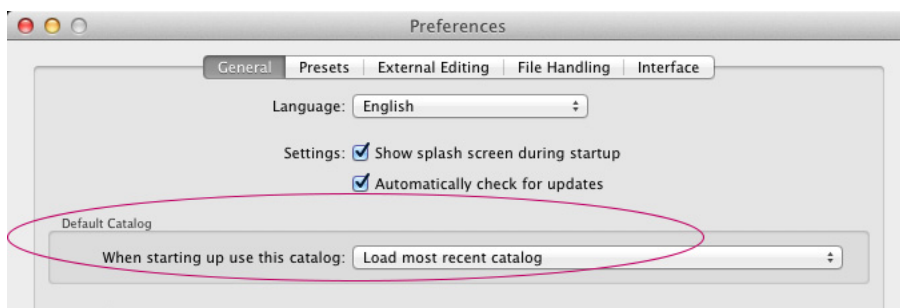 Preferences
General Presets External Editing File Handling Interface
Language: English
Settings: Show splash screen during startup
Automatically check for updates
Default Catalog
When starting up use this catalog: Load most recent catalog